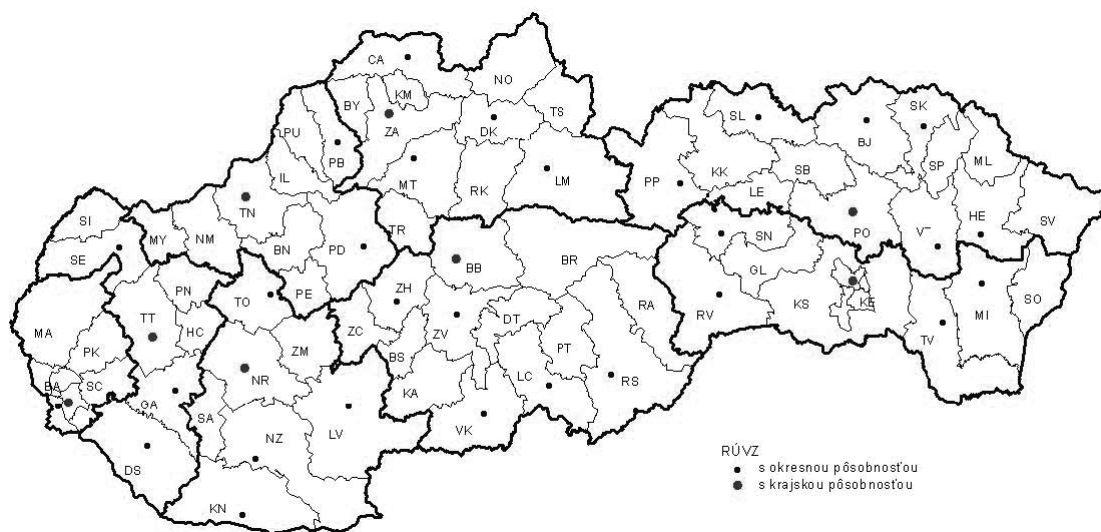 CA
NO
KM
BY
TS
ZA
DK
SK
SL
BJ
PU
PB
ML
SP
IL
MT
RK
LM
PP
KK
SB
LE
TN
SI
MY
NM
TR
HE
SV
PO
SE
BN
PD
SN
BB
BR
GL
PN
TO
PE
ZH
RA
KS
KE
SO
RV
MI
TT
HC
ZC
DT
MA
ZM
BS
ZV
PT
TV
PK
BA
SC
NR
KA
LC
RS
GA
SA
VK
NZ
LV
DS
KN
RÚVZ
s okresnou pôsobnosťou
s krajskou pôsobnosťou